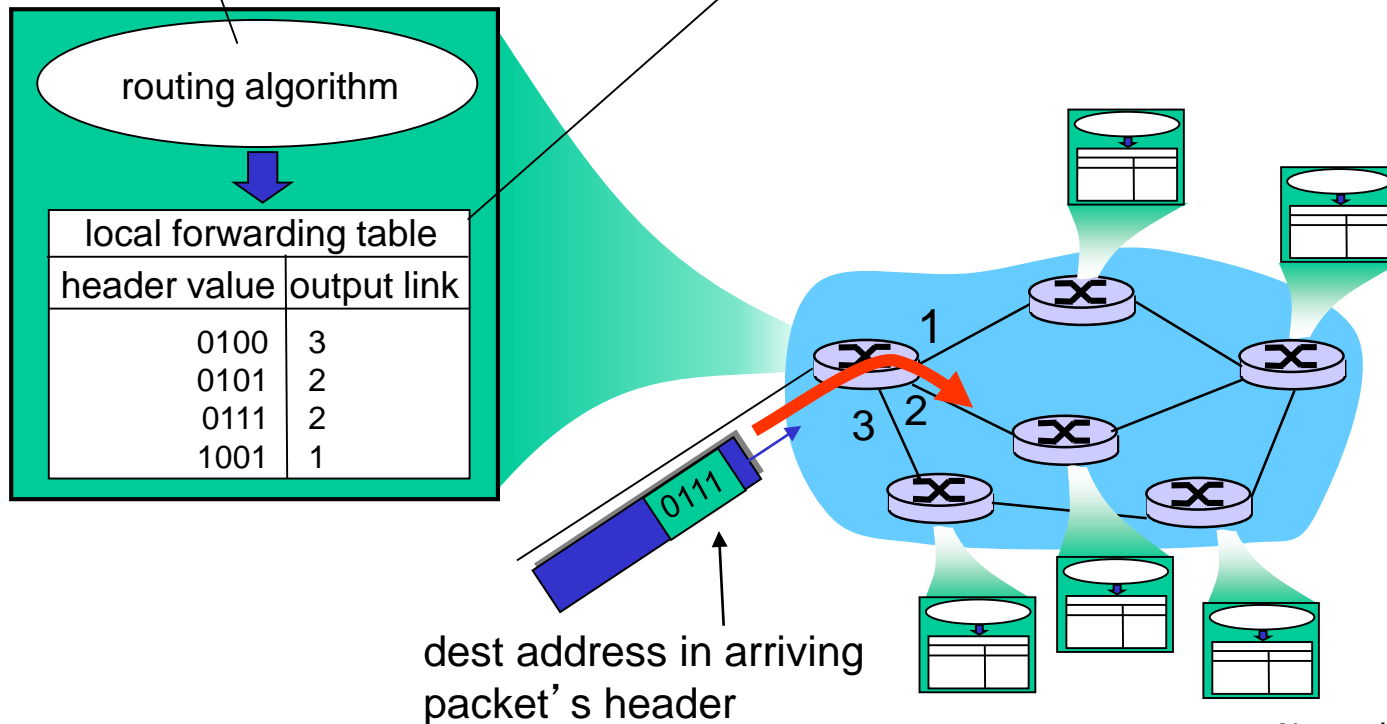 routing algorithm
local forwarding table
header value output link
0100 3
0101 2
0111 2
1001 1
1
2
3
0111
dest address in arriving
packet’s header